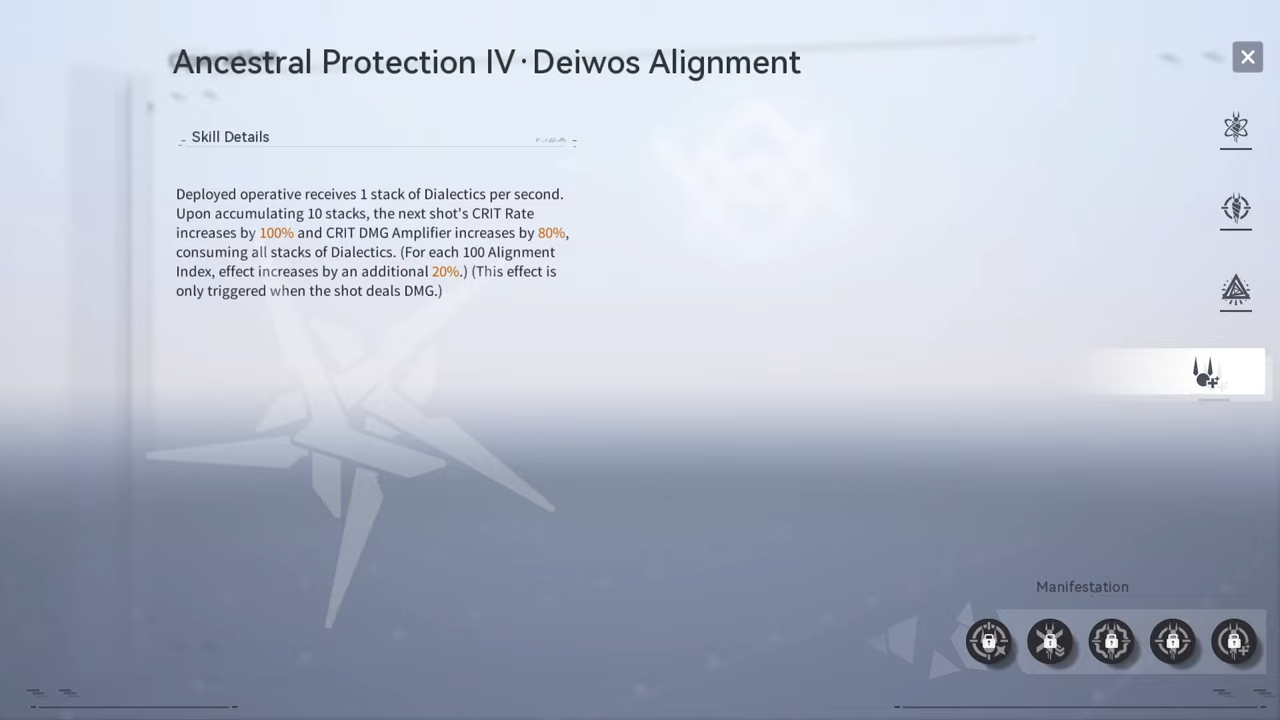 Ancestral Protection IV·Deiwos Alignment
Skill Details
Deployed operative receives 1 stack of Dialectics per second.
Upon accumulating 10 stacks, the next shot's CRIT Rate
increases by 100% and CRIT DMG Amplifier increases by 80%,
consuming all stacks of Dialectics. (For each 100 Alignment
Index, effect increases by an additional 20%.) (This effect is
only triggered when the shot deals DMG.)
Manifestation